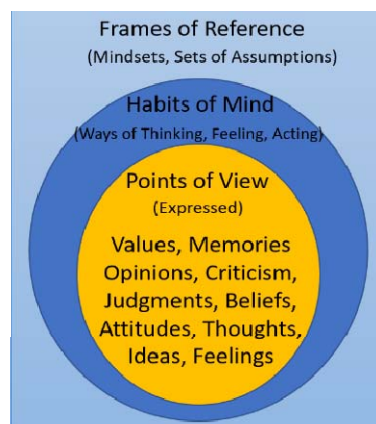 Frames of Reference
(Mindsets, Sets of Assumptions)
Habits of Mind
(Ways of Thinking, Feeling, Acting)
Points of View
(Expressed)
Values, Memories
Opinions, Criticism,
Judgments, Beliefs,
Attitudes, Thoughts,
Ideas, Feelings